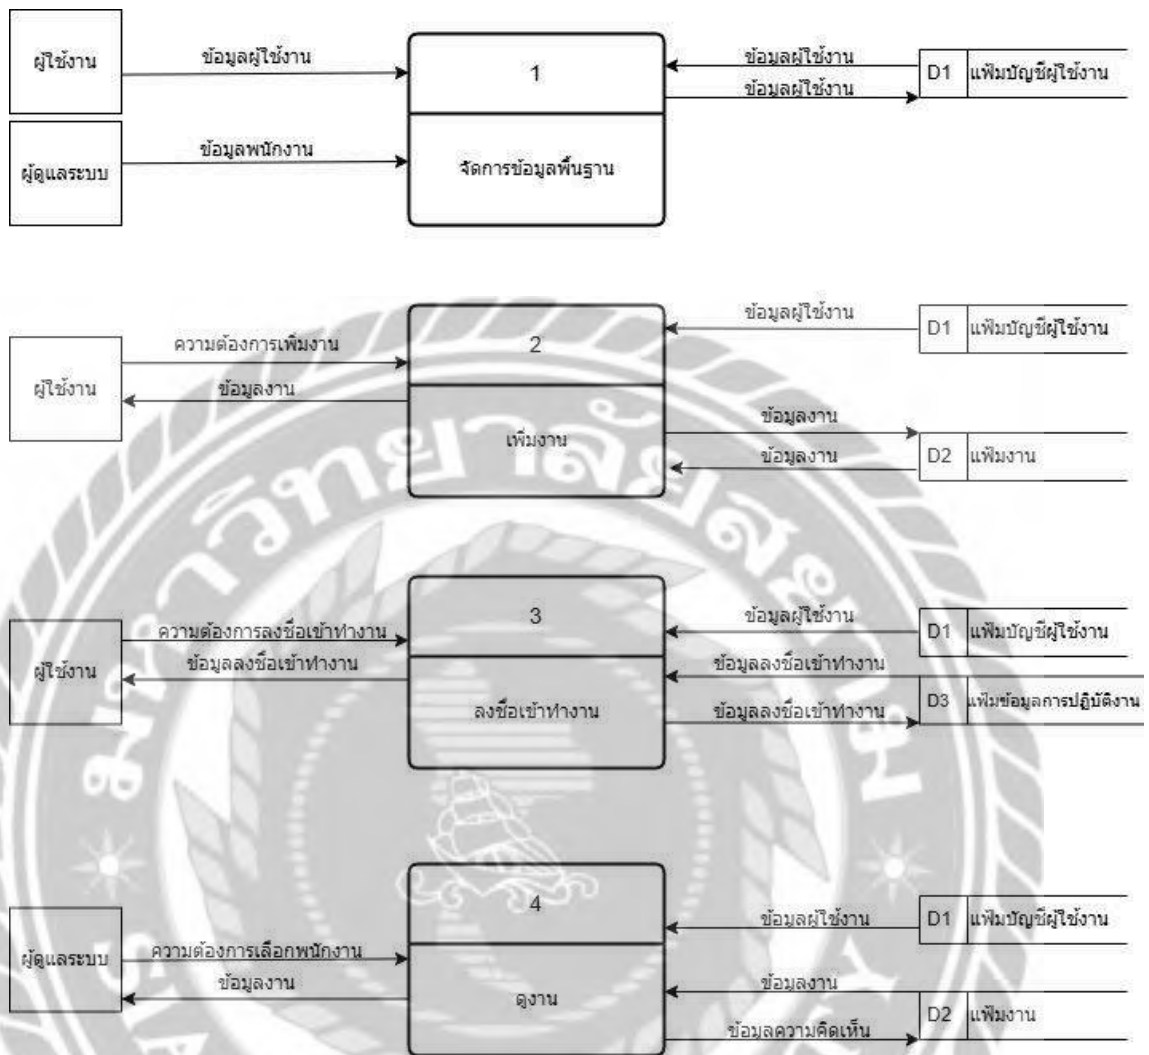 ผู้ใช้งาน
ข้อมูลผู้ใช้งาน
1
ข้อมูลผู้ใช้งาน
ข้อมูลผู้ใช้งาน
D1 แฟ้มบัญชีผู้ใช้งาน
ผู้ดูแลระบบ
ข้อมูลพนักงาน
จัดการข้อมูลพื้นฐาน
ผู้ใช้งาน
ความต้องการเพิ่มงาน
ข้อมูลงาน
2
เพิ่มงาน
ข้อมูลผู้ใช้งาน
D1 แฟ้มบัญชีผู้ใช้งาน
ข้อมูลงาน
ข้อมูลงาน
D2 แฟ้มงาน
ผู้ใช้งาน
ความต้องการลงชื่อเข้าทำงาน
ข้อมูลลงชื่อเข้าทำงาน
3
ลงชื่อเข้าทำงาน
ข้อมูลผู้ใช้งาน
D1 แฟ้มบัญชีผู้ใช้งาน
ข้อมูลลงชื่อเข้าทำงาน
ข้อมูลลงชื่อเข้าทำงาน
D3 แฟ้มข้อมูลการปฏิบัติงาน
ผู้ดูแลระบบ
ความต้องการเลือกพนักงาน
ข้อมูลงาน
4
ดูงาน
ข้อมูลผู้ใช้งาน
D1 แฟ้มบัญชีผู้ใช้งาน
ข้อมูลงาน
ข้อมูลความคิดเห็น
D2 แฟ้มงาน
มหาวิทยาลัยสยาม